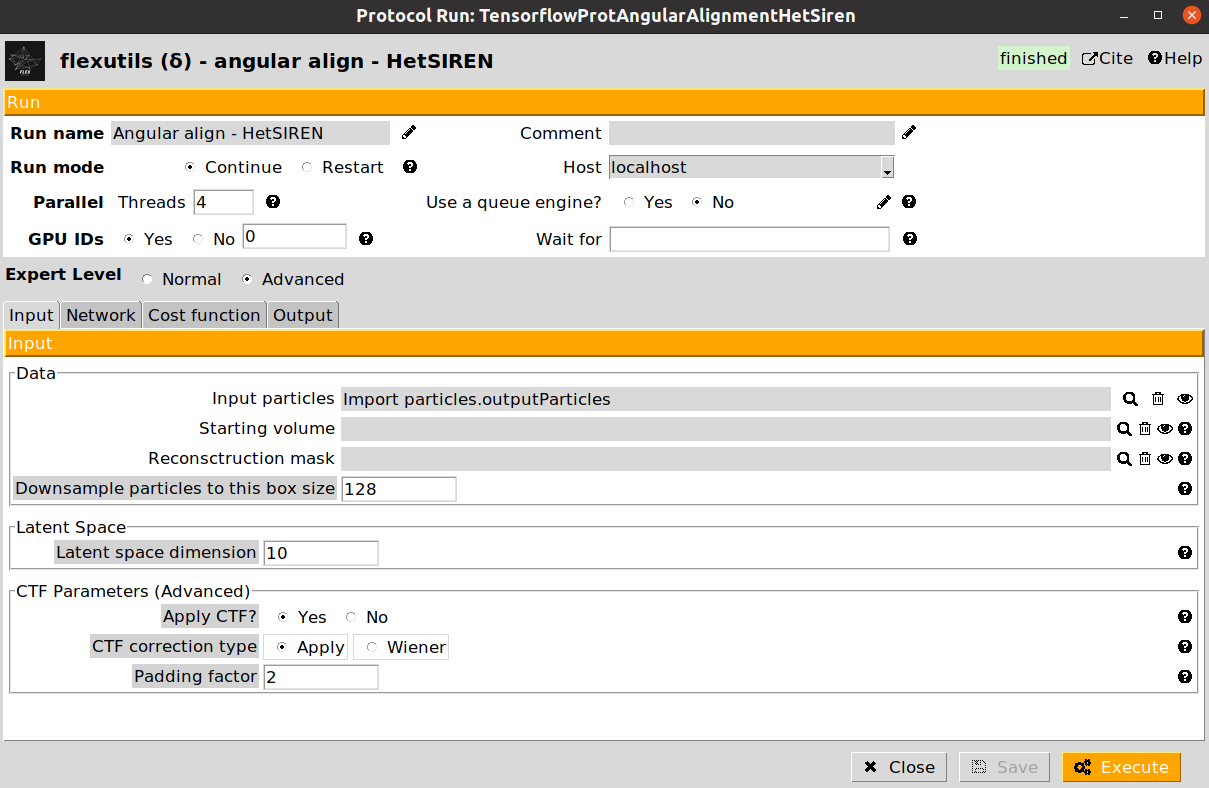 Protocol Run: TensorflowProtAngularAlignmentHetSiren
FLEX
flexutils (δ) - angular align - HetSIREN
finished Cite Help
Run
Run name Angular align - HetSIREN Comment
Run mode Continue Restart Host localhost
Parallel Threads 4 Use a queue engine? Yes No
GPU IDs Yes No 0 Wait for
Expert Level Normal Advanced
Input Network Cost function Output
Input
Data
Input particles Import particles.outputParticles
Starting volume
Reconsctruction mask
Downsample particles to this box size 128
Latent Space
Latent space dimension 10
CTF Parameters (Advanced)
Apply CTF? Yes No
CTF correction type Apply Wiener
Padding factor 2
Close Save Execute